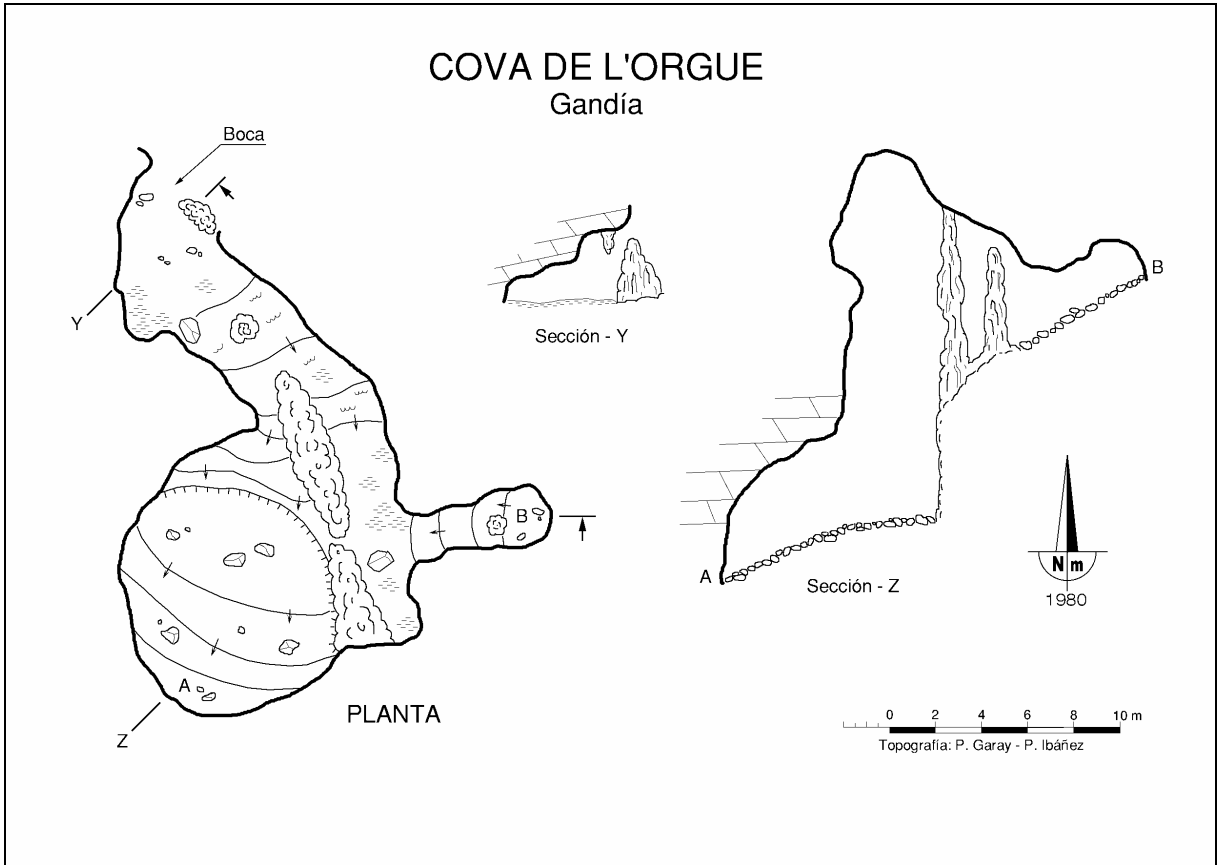 COVA DE L'ORGUE
Gandía
Boca
Y
Sección - Y
B
A
Sección - Z
N m
1980
B
A
Z
PLANTA
0 2 4 6 8 10 m
Topografía: P. Garay - P. Ibáñez